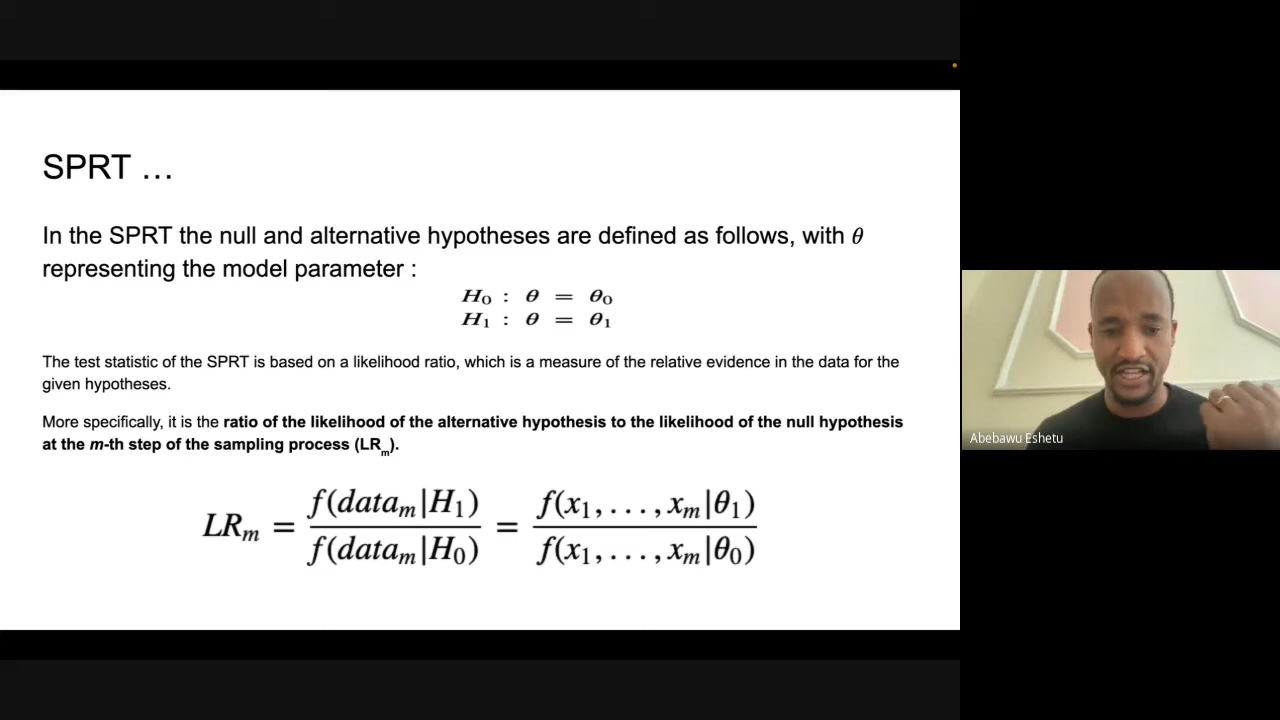 SPRT …
In the SPRT the null and alternative hypotheses are defined as follows, with θ
representing the model parameter :
H₀ : θ = θ₀
H₁ : θ = θ₁
The test statistic of the SPRT is based on a likelihood ratio, which is a measure of the relative evidence in the data for the
given hypotheses.
More specifically, it is the ratio of the likelihood of the alternative hypothesis to the likelihood of the null hypothesis
at the m-th step of the sampling process (LRₘ).
LRₘ = f(dataₘ|H₁) / f(dataₘ|H₀) = f(x₁, . . . , xₘ|θ₁) / f(x₁, . . . , xₘ|θ₀)
Abebawu Eshetu